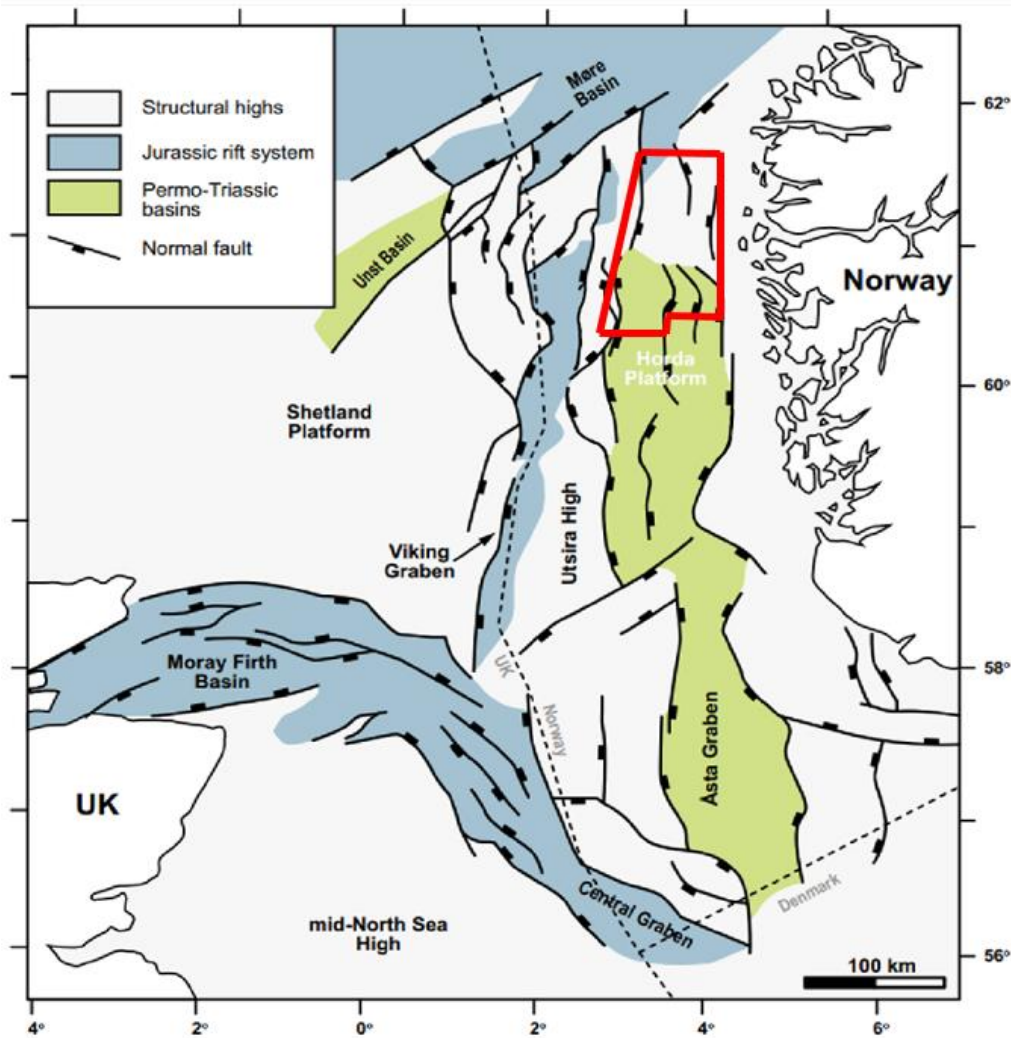 Structural highs
Jurassic rift system
Permo-Triassic
basins
Normal fault
Møre
Basin
62°
Unst Basin
Norway
Horda
Platform
60°
Shetland
Platform
Utsira High
Viking
Graben
UK
Norway
58°
Moray Firth
Basin
Asta Graben
UK
Central Graben
Denmark
mid-North Sea
High
56°
100 km
4°
2°
0°
2°
4°
6°